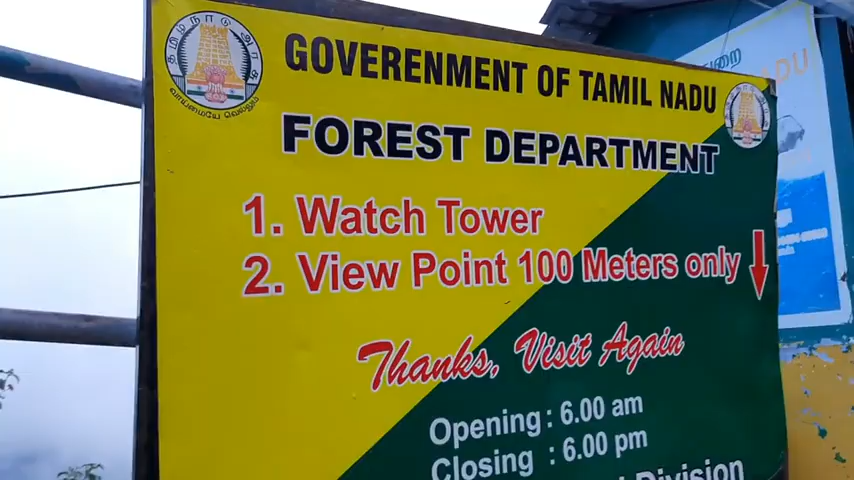 GOVERENMENT OF TAMIL NADU
FOREST DEPARTMENT
1. Watch Tower
2. View Point 100 Meters only
Thanks, Visit Again
Opening : 6.00 am
Closing : 6.00 pm
Division